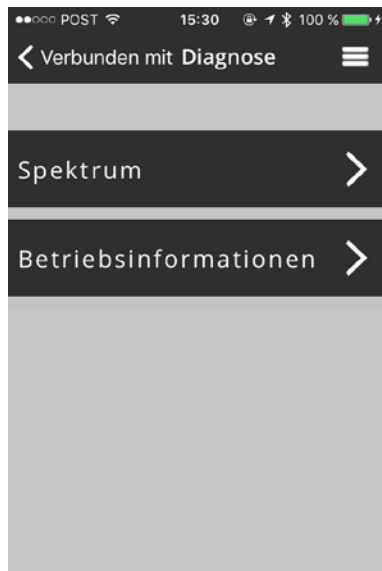 POST 15:30 100 %
Verbunden mit Diagnose
Spektrum
Betriebsinformationen